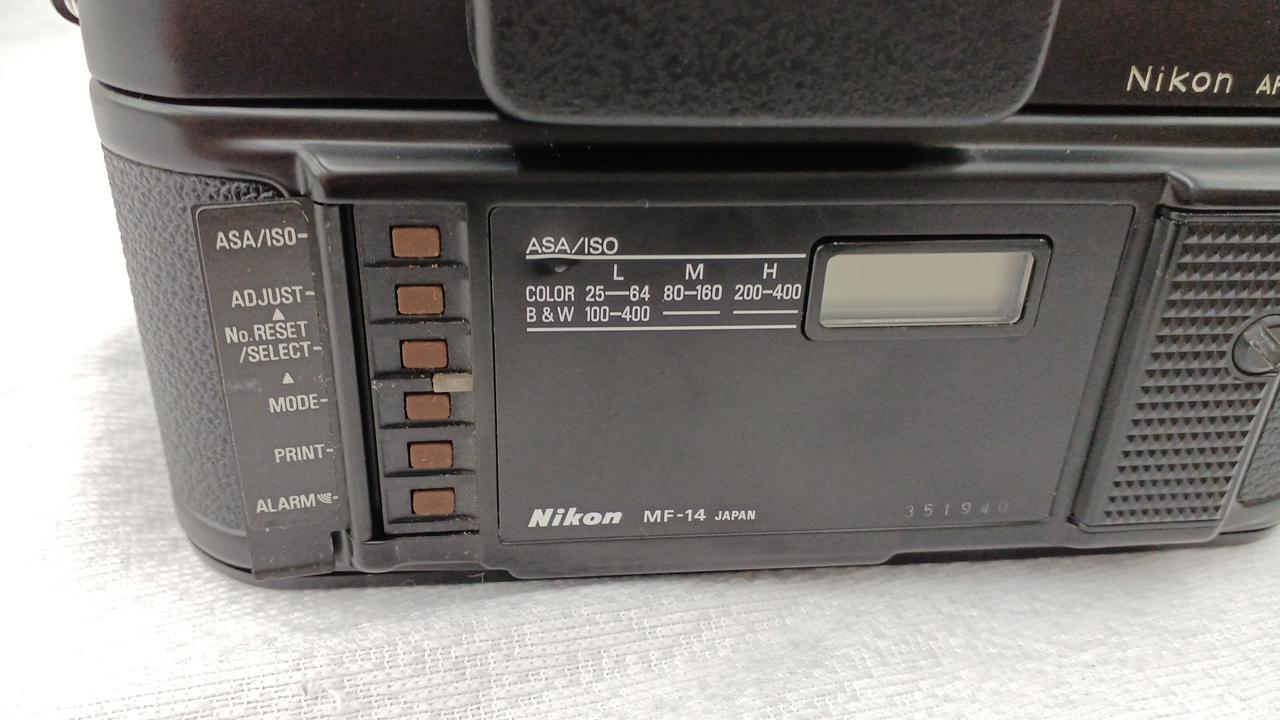 Nikon AF
ASA/ISO-
ADJUST-
▲
No.RESET
/SELECT-
▲
MODE-
PRINT-
ALARM-
ASA/ISO
L M H
COLOR 25—64 80–160 200–400
B & W 100–400 — —
Nikon MF-14 JAPAN
351940